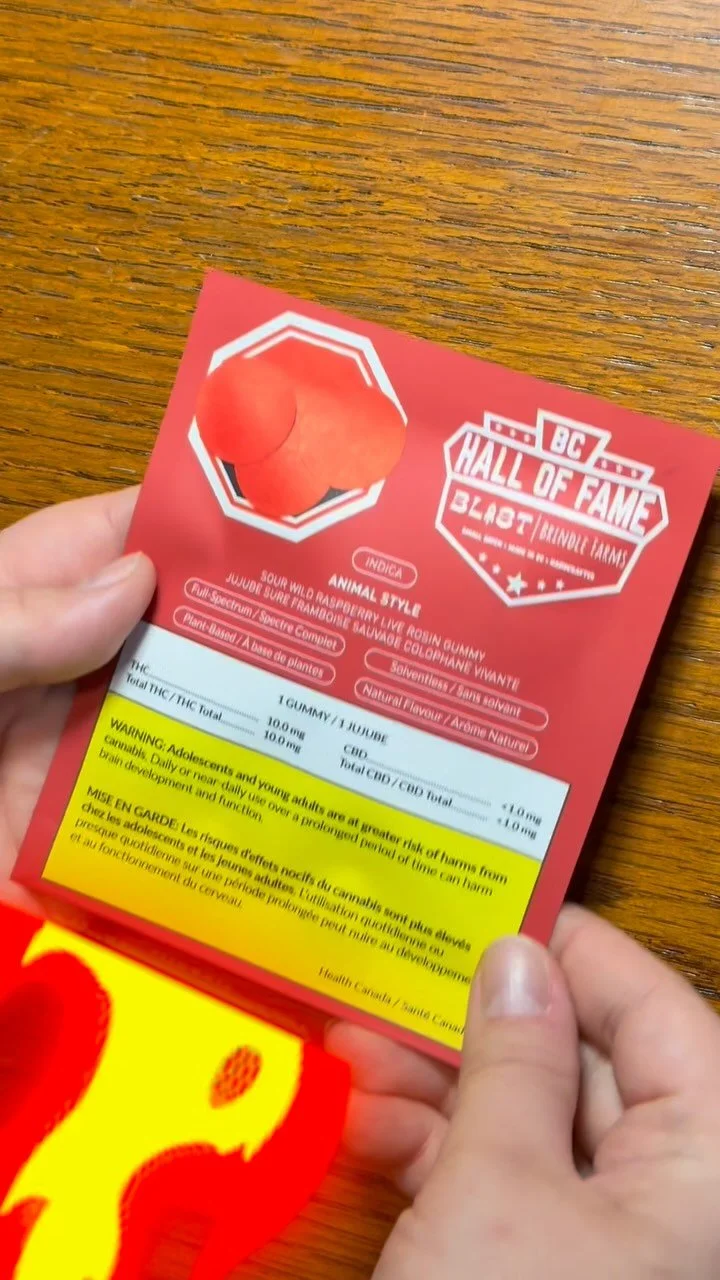 BC
HALL OF FAME
BLAST | BRINDLE FARMS
INDICA
ANIMAL STYLE
SOUR WILD RASPBERRY LIVE ROSIN GUMMY
JUJUBE SURE FRAMBOISE SAUVAGE COLOPHANE VIVANTE
Full-Spectrum / Spectre Complet
Solventless / Sans solvant
Plant-Based / À base de plantes
Natural Flavour / Arôme Naturel
1 GUMMY / 1 JUJUBE
THC 10.0 mg
CBD <1.0 mg
Total THC / THC Total 10.0 mg
Total CBD / CBD Total <1.0 mg
WARNING: Adolescents and young adults are at greater risk of harms from
cannabis. Daily or near-daily use over a prolonged period of time can harm
brain development and function.
MISE EN GARDE: Les risques d'effets nocifs du cannabis sont plus élevés
chez les adolescents et les jeunes adultes. L'utilisation quotidienne ou
presque quotidienne sur une période prolongée peut nuire au développeme
et au fonctionnement du cerveau.
Health Canada / Santé Canad